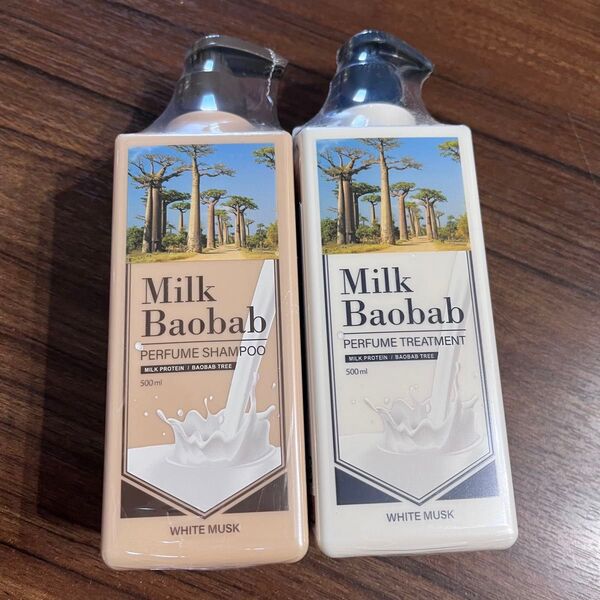 Milk
Baobab
PERFUME SHAMPOO
MILK PROTEIN / BAOBAB TREE
500ml
WHITE MUSK
Milk
Baobab
PERFUME TREATMENT
MILK PROTEIN / BAOBAB TREE
500ml
WHITE MUSK